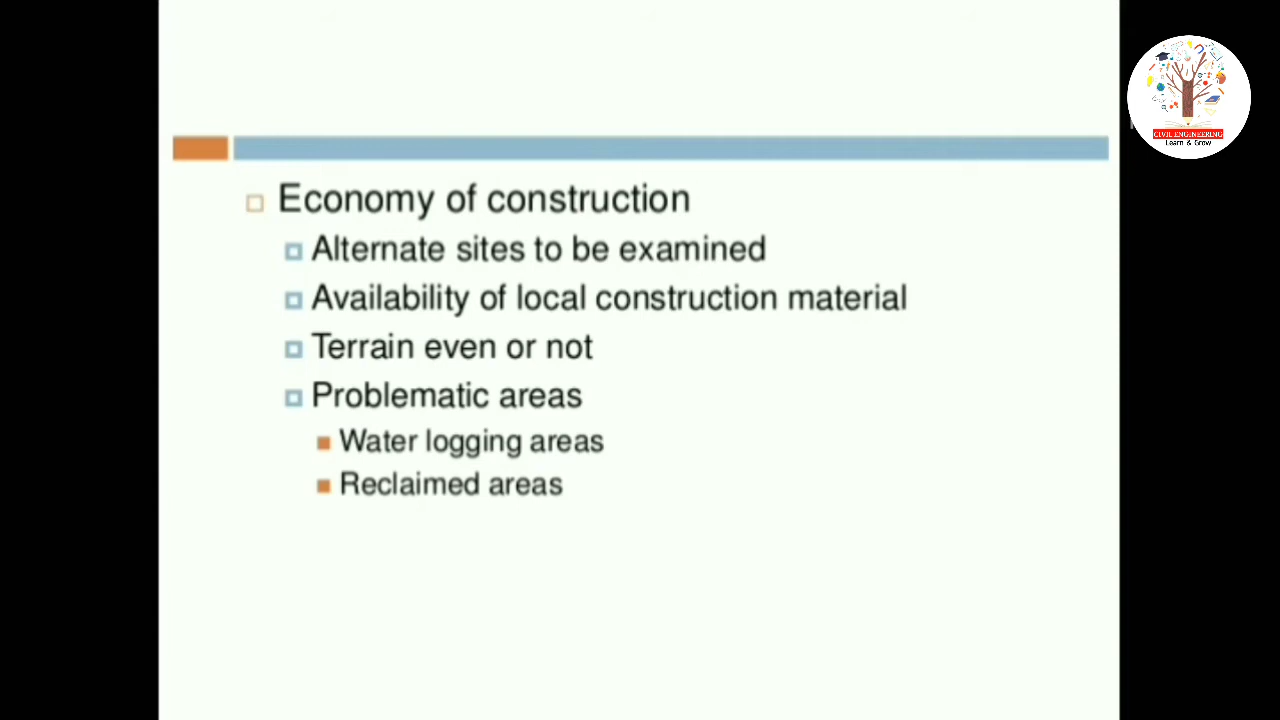 CIVIL ENGINEERING
Learn & Grow
Economy of construction
Alternate sites to be examined
Availability of local construction material
Terrain even or not
Problematic areas
Water logging areas
Reclaimed areas